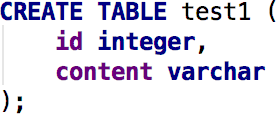 CREATE TABLE test1 (
    id integer,
    content varchar
);